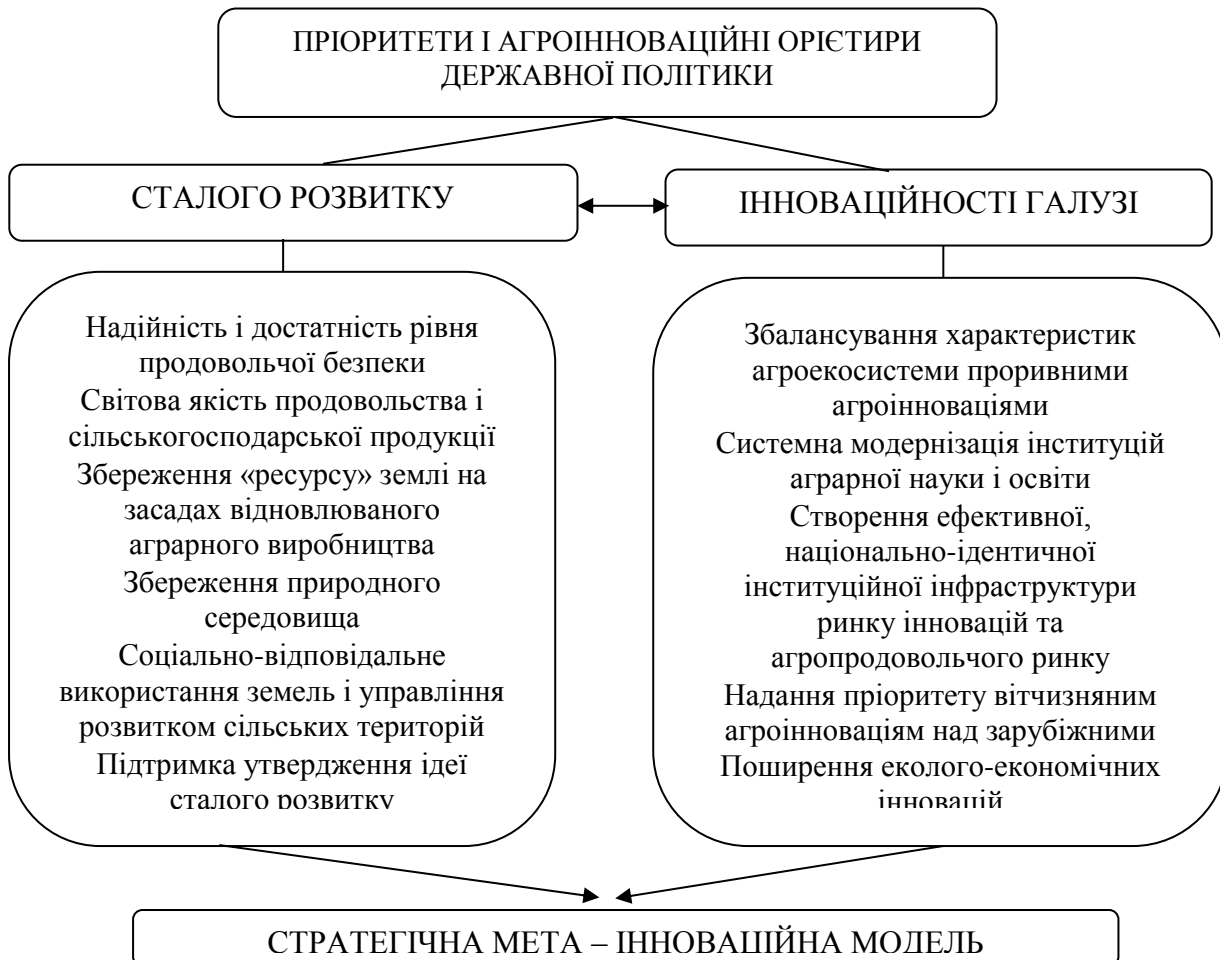 ПРІОРИТЕТИ І АГРОІННОВАЦІЙНІ ОРІЄТИРИ
ДЕРЖАВНОЇ ПОЛІТИКИ
СТАЛОГО РОЗВИТКУ
ІННОВАЦІЙНОСТІ ГАЛУЗІ
Надійність і достатність рівня
продовольчої безпеки
Світова якість продовольства і
сільськогосподарської продукції
Збереження «ресурсу» землі на
засадах відновлюваного
аграрного виробництва
Збереження природного
середовища
Соціально-відповідальне
використання земель і управління
розвитком сільських територій
Підтримка утвердження ідеї
сталого розвитку
Збалансування характеристик
агроекосистеми проривними
агроінноваціями
Системна модернізація інституцій
аграрної науки і освіти
Створення ефективної,
національно-ідентичної
інституційної інфраструктури
ринку інновацій та
агропродовольчого ринку
Надання пріоритету вітчизняним
агроінноваціям над зарубіжними
Поширення еколого-економічних
інновацій
СТРАТЕГІЧНА МЕТА – ІННОВАЦІЙНА МОДЕЛЬ